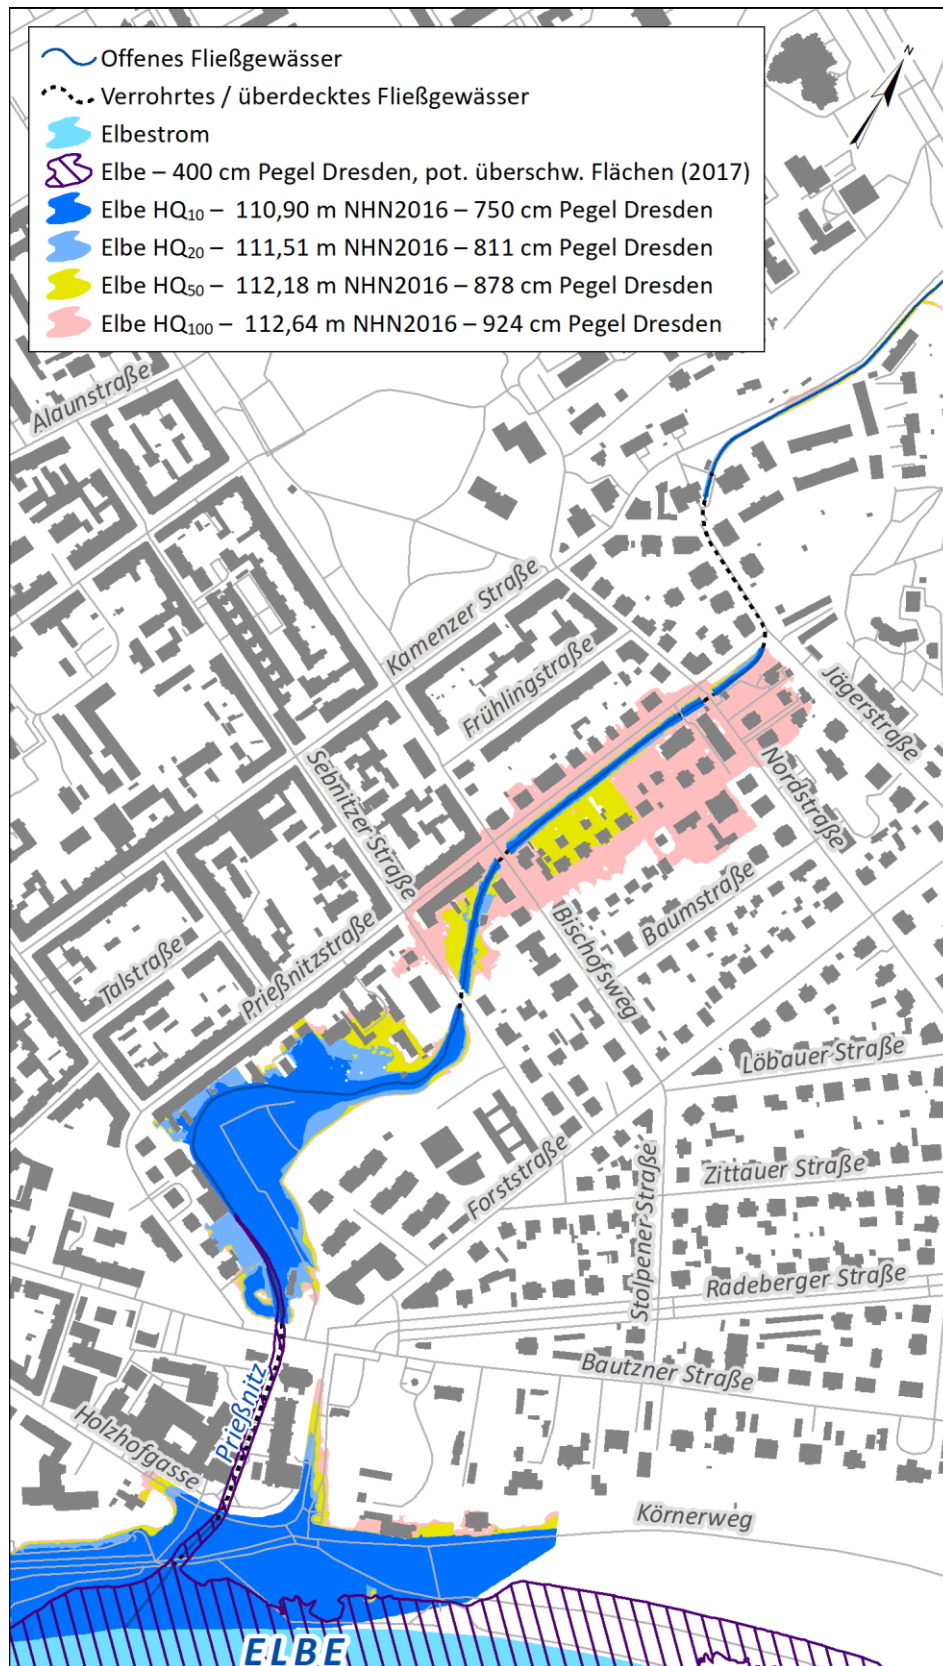 Offenes Fließgewässer
Verrohrtes / überdecktes Fließgewässer
Elbestrom
Elbe – 400 cm Pegel Dresden, pot. überschw. Flächen (2017)
Elbe HQ₁₀ – 110,90 m NHN2016 – 750 cm Pegel Dresden
Elbe HQ₂₀ – 111,51 m NHN2016 – 811 cm Pegel Dresden
Elbe HQ₅₀ – 112,18 m NHN2016 – 878 cm Pegel Dresden
Elbe HQ₁₀₀ – 112,64 m NHN2016 – 924 cm Pegel Dresden
N
Alaunstraße
Kamenzer Straße
Frühlingstraße
Jägerstraße
Nordstraße
Sebnitzer Straße
Baumstraße
Bischofsweg
Talstraße
Prießnitzstraße
Löbauer Straße
Forststraße
Zittauer Straße
Stolpener Straße
Radeberger Straße
Bautzner Straße
Prießnitz
Holzhofgasse
Körnerweg
ELBE